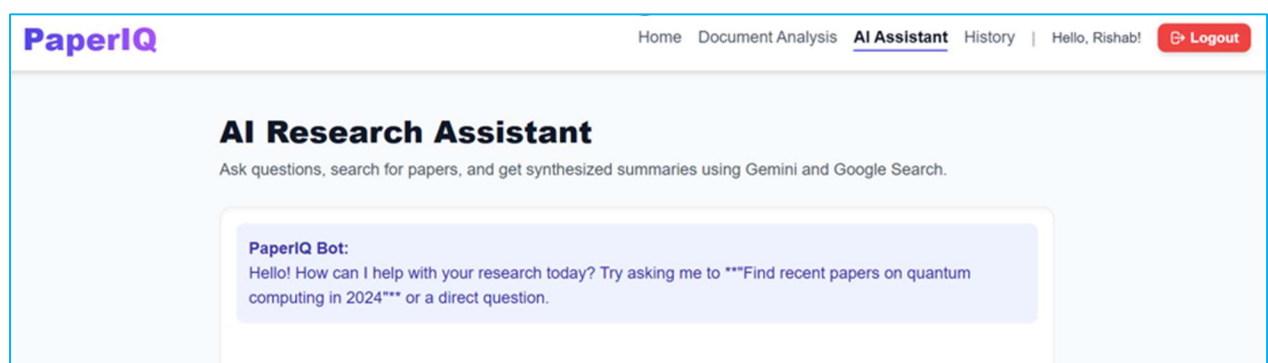 PaperIQ
Home Document Analysis AI Assistant History | Hello, Rishab! Logout
AI Research Assistant
Ask questions, search for papers, and get synthesized summaries using Gemini and Google Search.
PaperIQ Bot:
Hello! How can I help with your research today? Try asking me to **"Find recent papers on quantum
computing in 2024"** or a direct question.